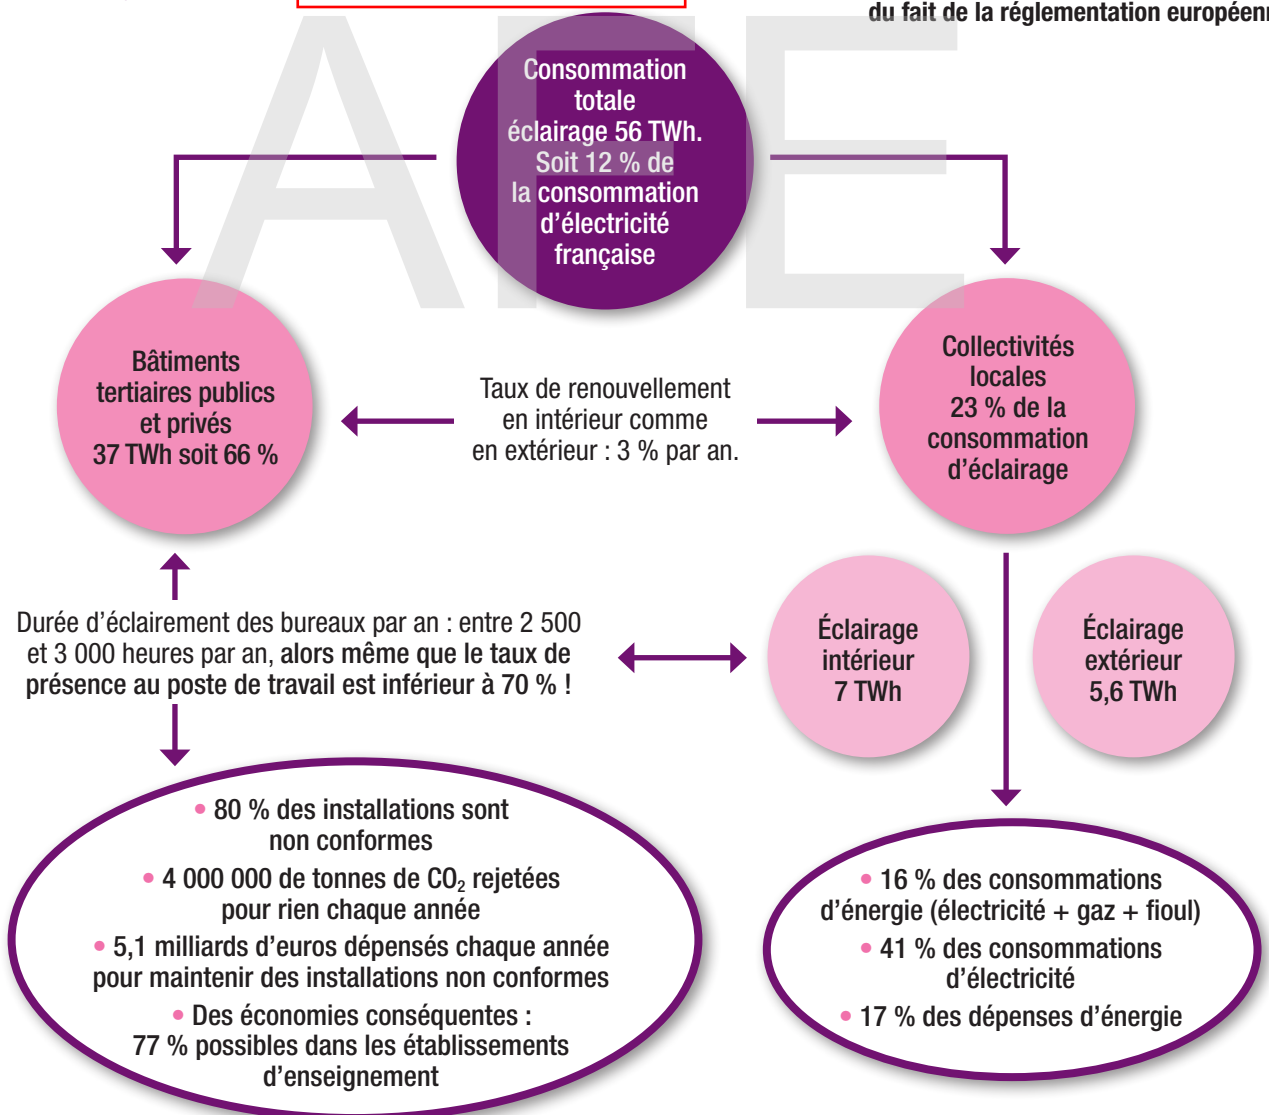 du fait de la réglementation européenn
AFE
Consommation
totale
éclairage 56 TWh.
Soit 12 % de
la consommation
d'électricité
française
Bâtiments
tertiaires publics
et privés
37 TWh soit 66 %
Taux de renouvellement
en intérieur comme
en extérieur : 3 % par an.
Collectivités
locales
23 % de la
consommation
d'éclairage
Durée d'éclairement des bureaux par an : entre 2 500
et 3 000 heures par an, alors même que le taux de
présence au poste de travail est inférieur à 70 % !
Éclairage
intérieur
7 TWh
Éclairage
extérieur
5,6 TWh
• 80 % des installations sont
non conformes
• 4 000 000 de tonnes de CO₂ rejetées
pour rien chaque année
• 5,1 milliards d'euros dépensés chaque année
pour maintenir des installations non conformes
• Des économies conséquentes :
77 % possibles dans les établissements
d'enseignement
• 16 % des consommations
d'énergie (électricité + gaz + fioul)
• 41 % des consommations
d'électricité
• 17 % des dépenses d'énergie